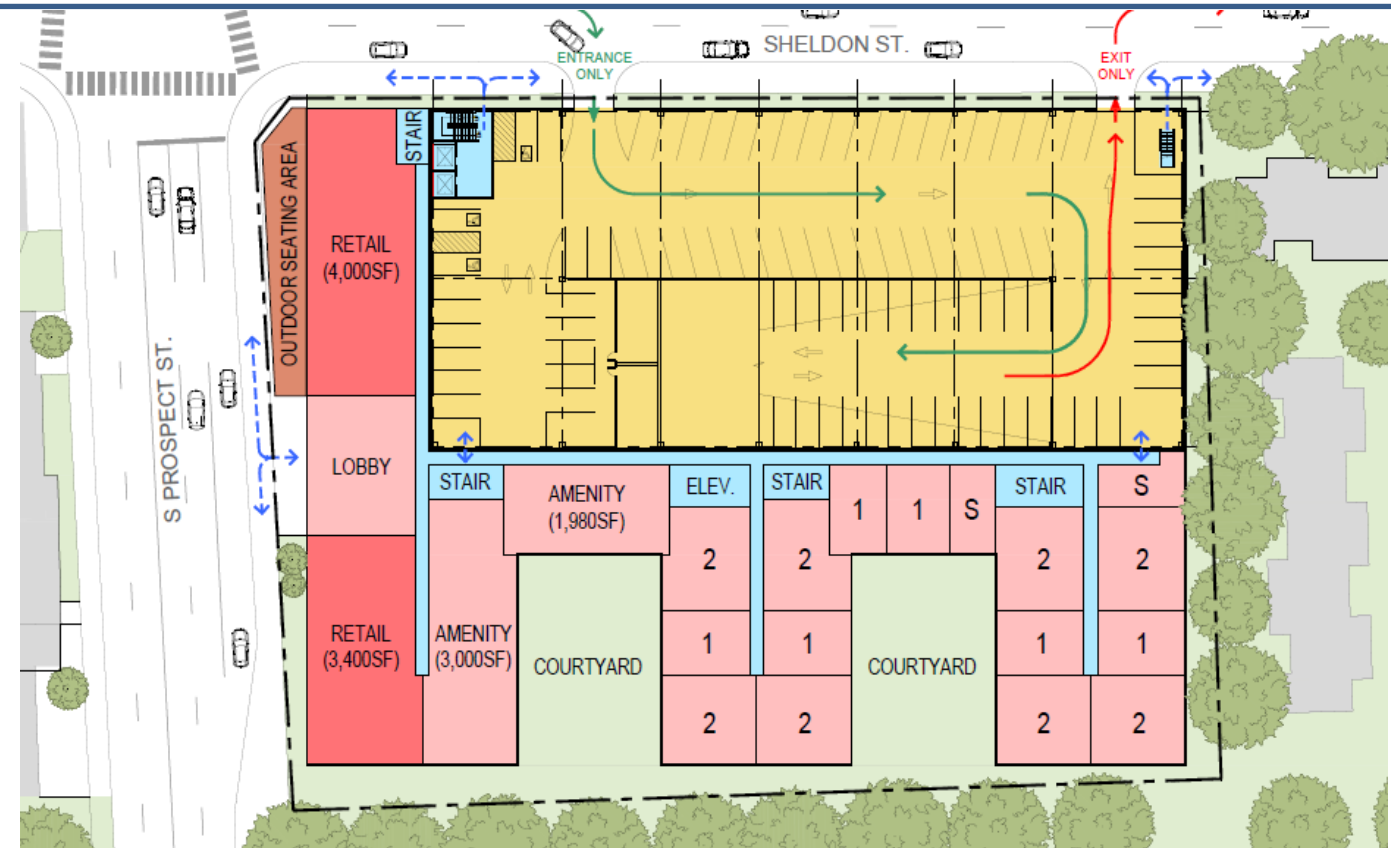 SHELDON ST.
ENTRANCE
ONLY
EXIT
ONLY
STAIR
OUTDOOR SEATING AREA
RETAIL
(4,000SF)
S PROSPECT ST.
LOBBY
STAIR
AMENITY
(1,980SF)
ELEV.
STAIR
1
1
S
STAIR
S
2
2
2
2
RETAIL
(3,400SF)
AMENITY
(3,000SF)
COURTYARD
1
1
COURTYARD
1
1
2
2
2
2